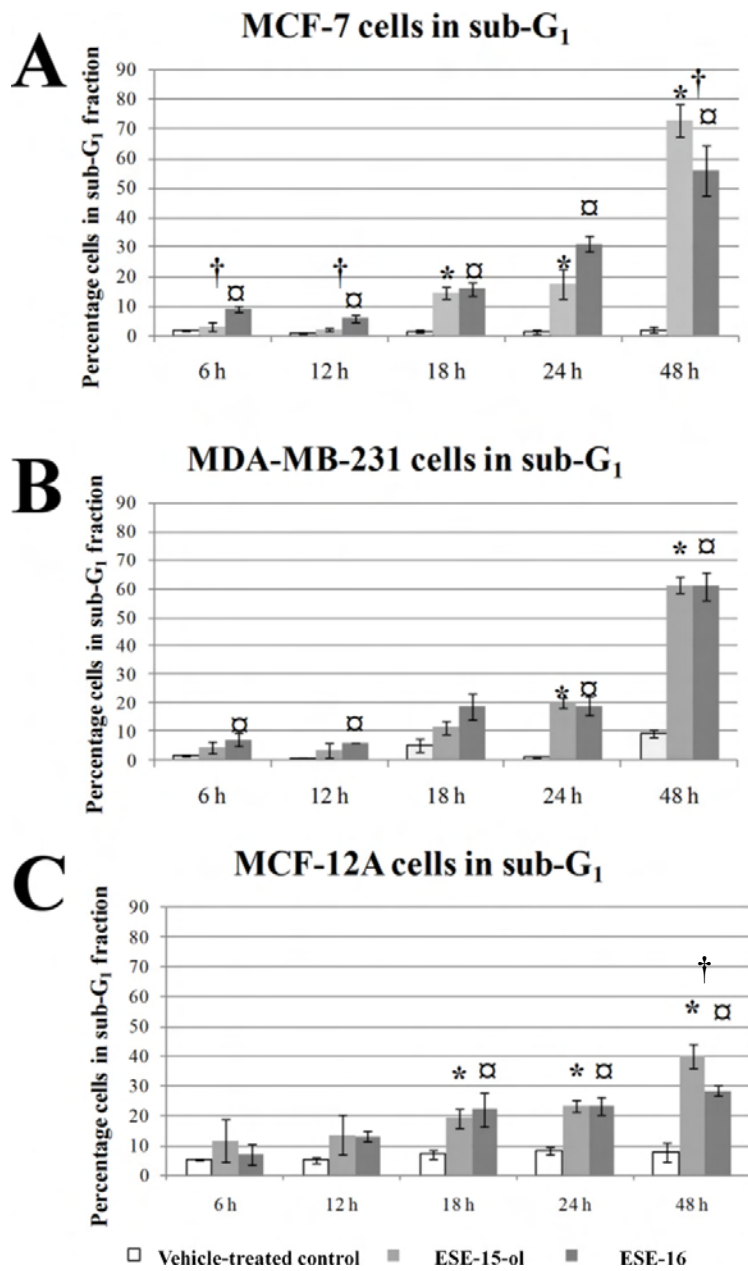 A
MCF-7 cells in sub-G₁
Percentage cells in sub-G₁ fraction
90
80
70
60
50
40
30
20
10
0
† ¤
† ¤
* ¤
* ¤
* † ¤
6 h 12 h 18 h 24 h 48 h
B
MDA-MB-231 cells in sub-G₁
Percentage cells in sub-G₁ fraction
90
80
70
60
50
40
30
20
10
0
¤
¤
* ¤
* ¤
6 h 12 h 18 h 24 h 48 h
C
MCF-12A cells in sub-G₁
Percentage cells in sub-G₁ fraction
90
80
70
60
50
40
30
20
10
0
* ¤
* ¤
† * ¤
6 h 12 h 18 h 24 h 48 h
Vehicle-treated control ESE-15-ol ESE-16